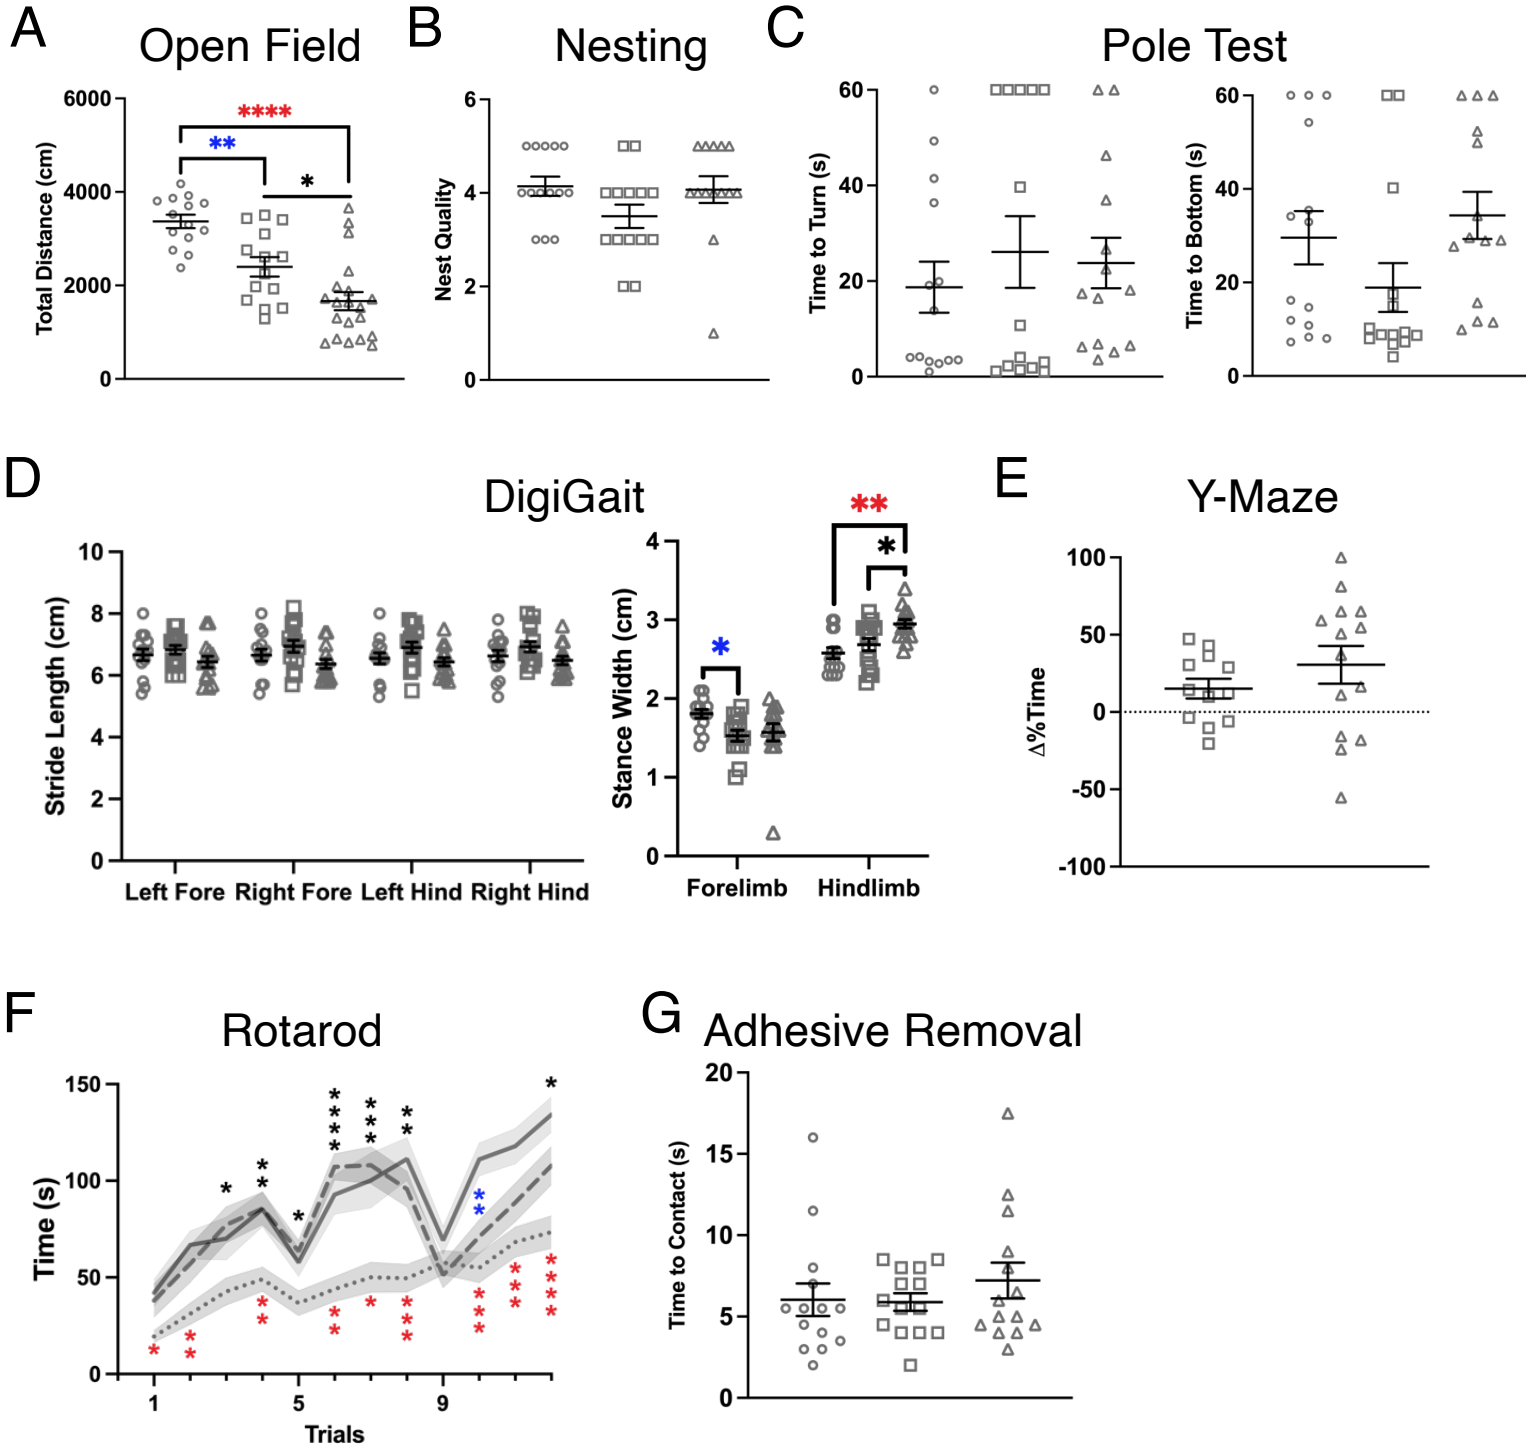 A
Open Field
Total Distance (cm)
6000
4000
2000
0
****
**
*
B
Nesting
Nest Quality
6
4
2
0
C
Pole Test
Time to Turn (s)
60
40
20
0
Time to Bottom (s)
60
40
20
0
D
DigiGait
Stride Length (cm)
10
8
6
4
2
0
Left Fore Right Fore Left Hind Right Hind
Stance Width (cm)
4
3
2
1
0
*
**
*
Forelimb Hindlimb
E
Y-Maze
Δ%Time
100
50
0
-50
-100
F
Rotarod
Time (s)
150
100
50
0
*
**
*
****
***
**
*
**
*
**
**
**
*
***
***
***
****
1 5 9
Trials
G
Adhesive Removal
Time to Contact (s)
20
15
10
5
0